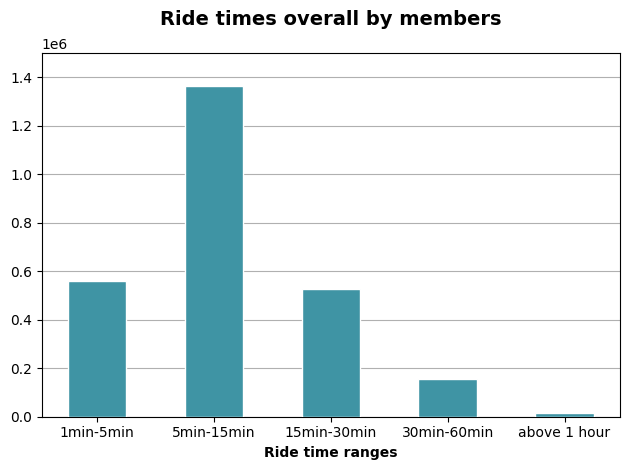 Ride times overall by members
1e6
1.4
1.2
1.0
0.8
0.6
0.4
0.2
0.0
1min-5min 5min-15min 15min-30min 30min-60min above 1 hour
Ride time ranges